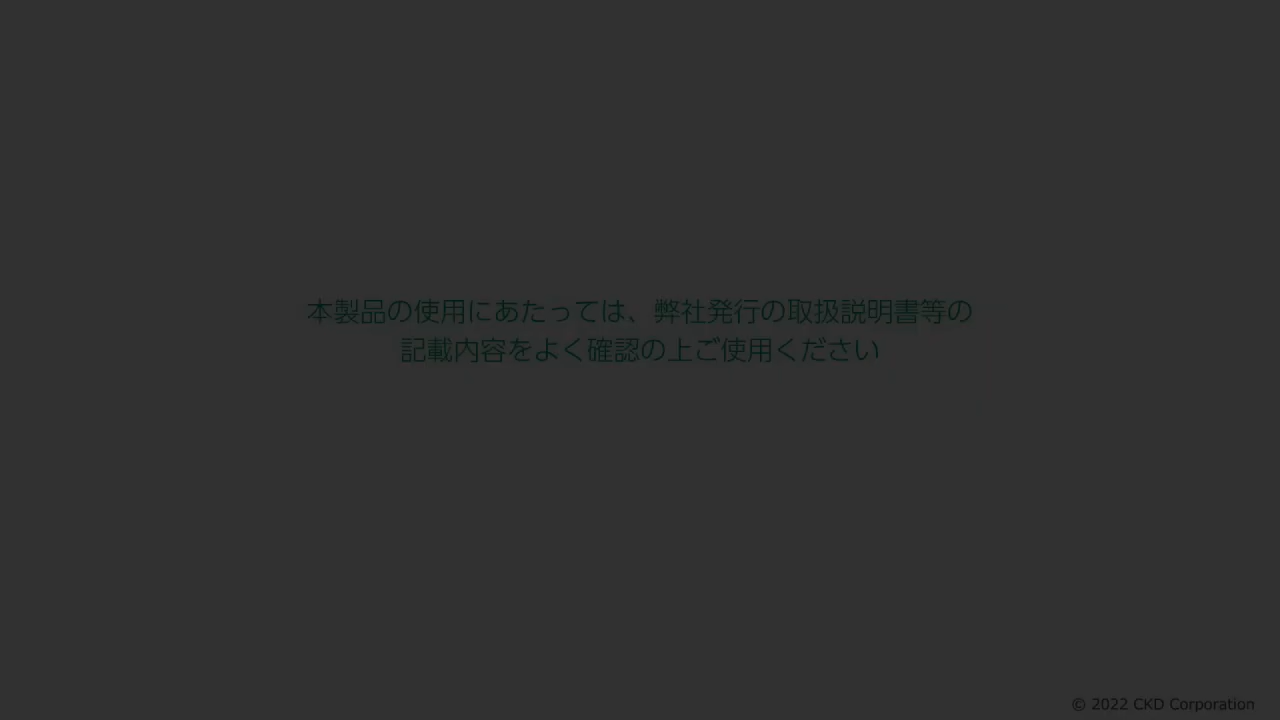 本製品の使用にあたっては、弊社発行の取扱説明書等の
記載内容をよく確認の上ご使用ください
© 2022 CKD Corporation